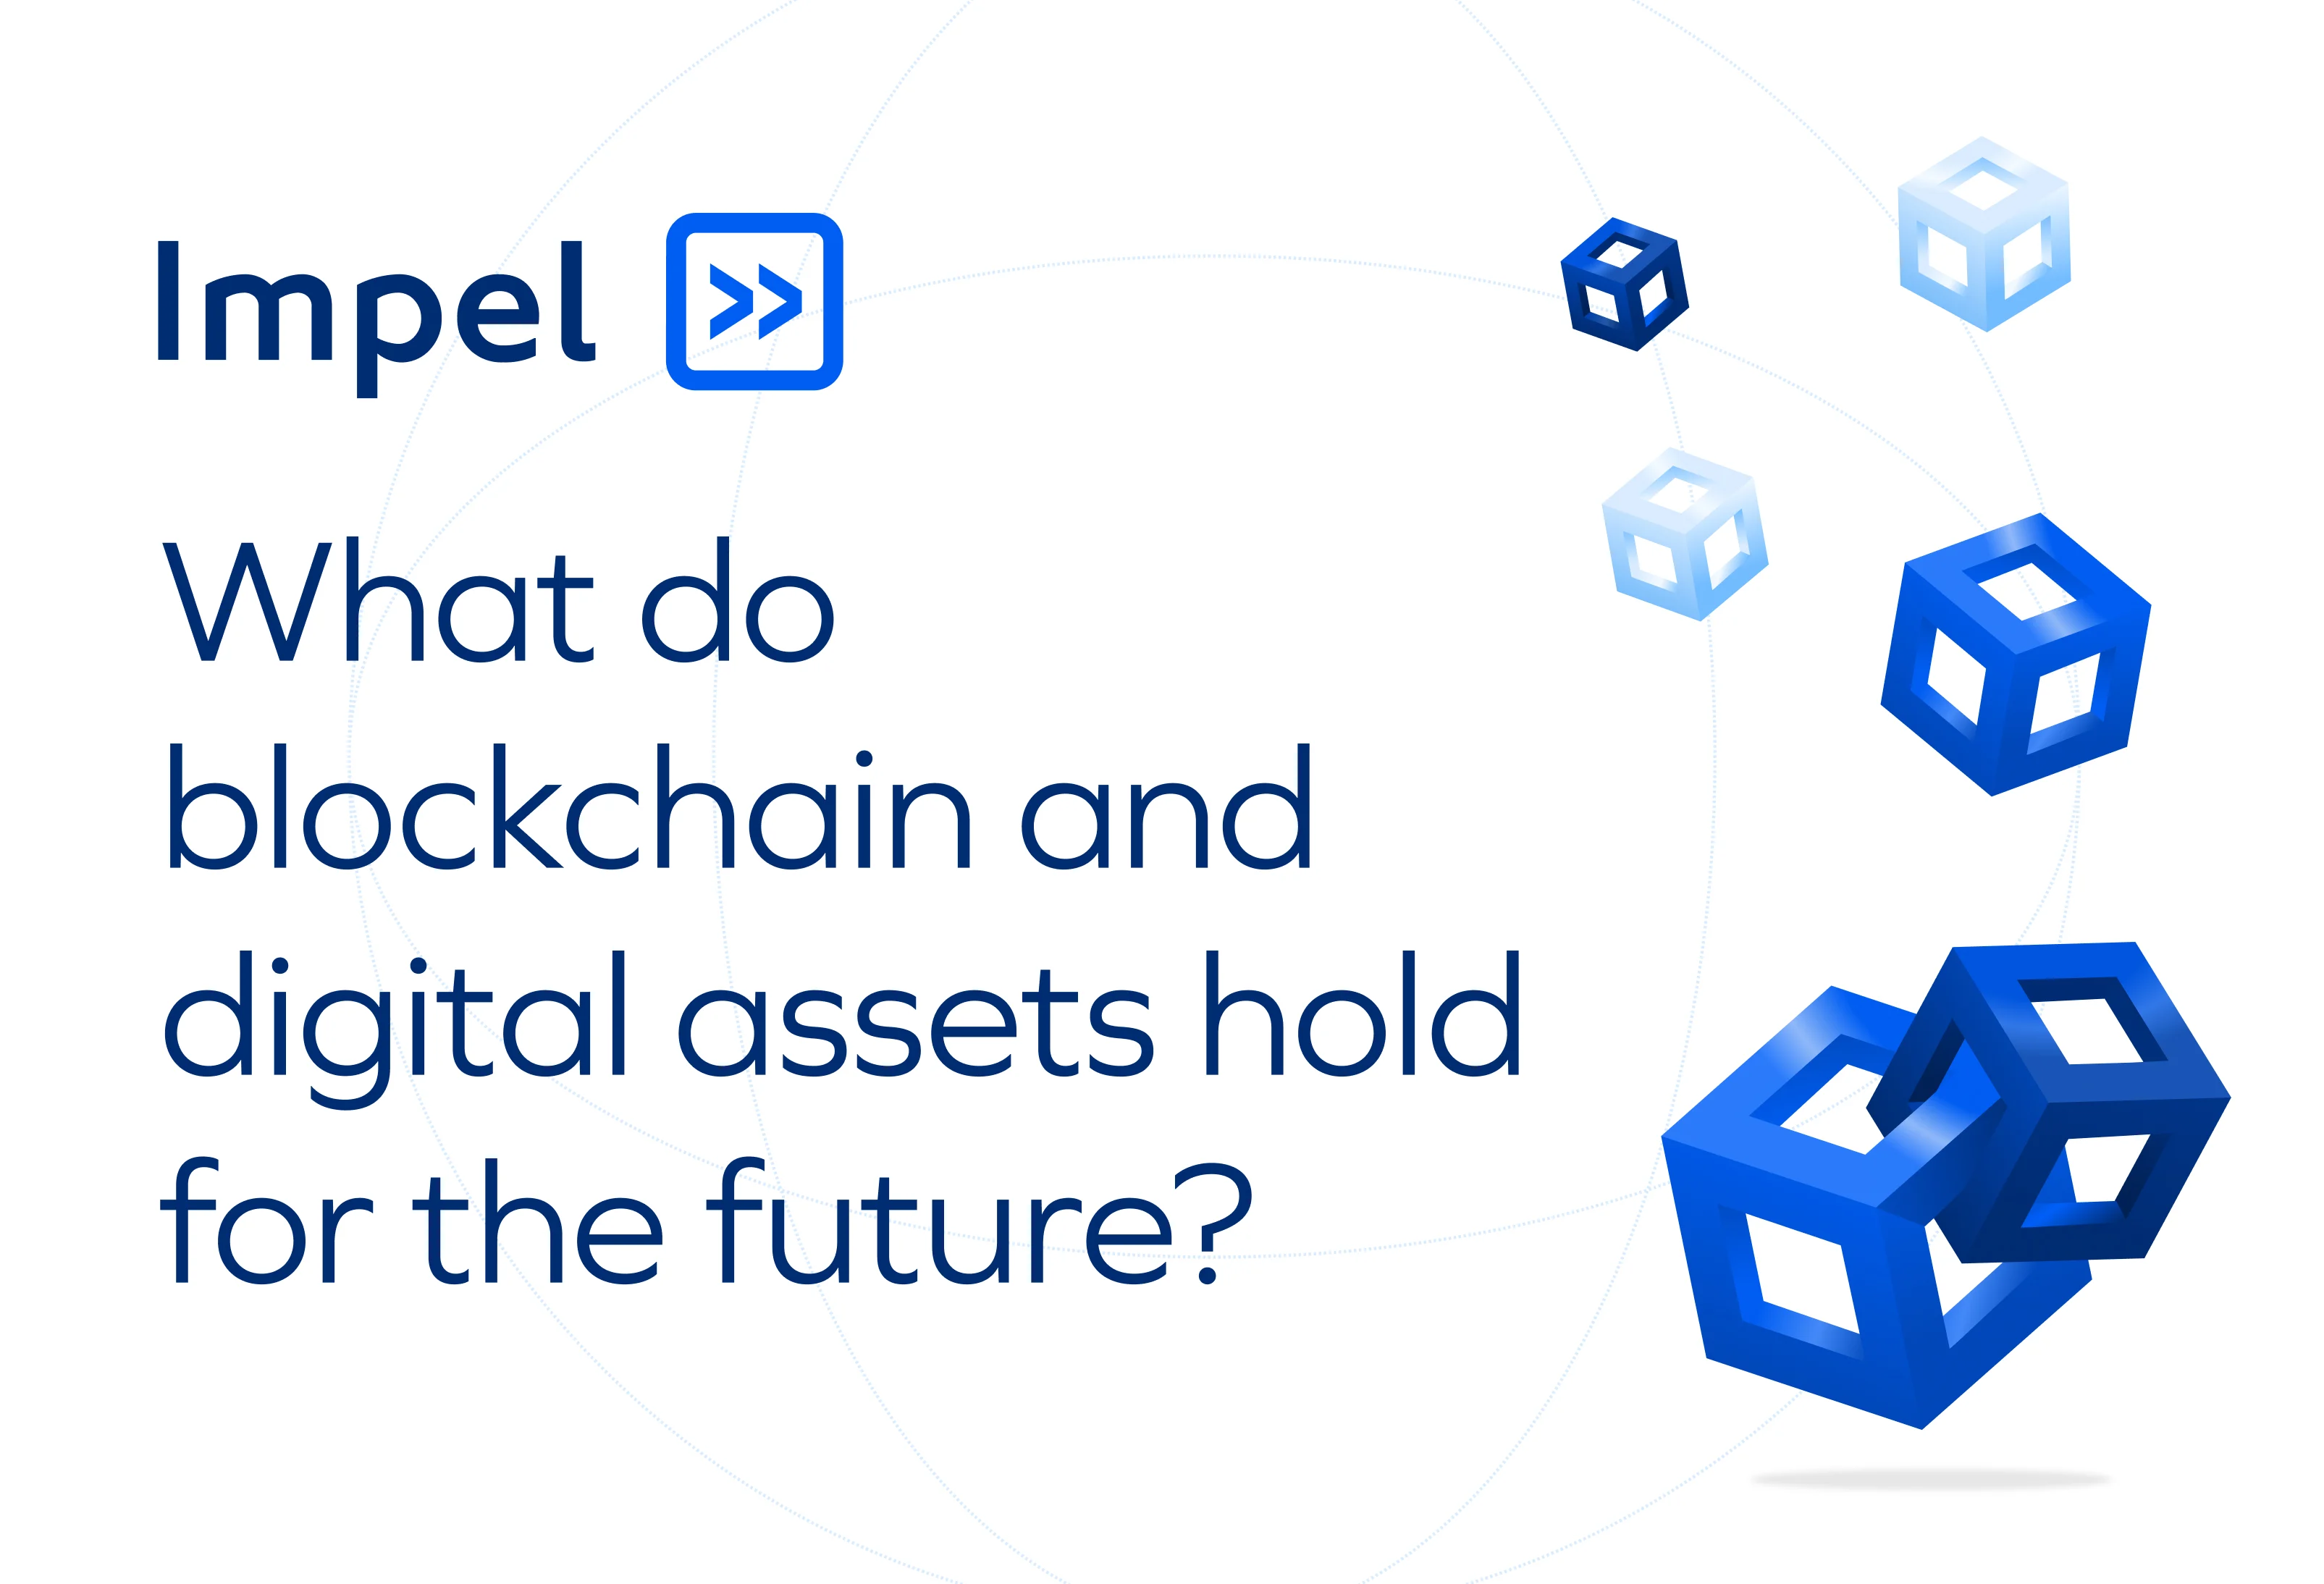 Impel
What do
blockchain and
digital assets hold
for the future?